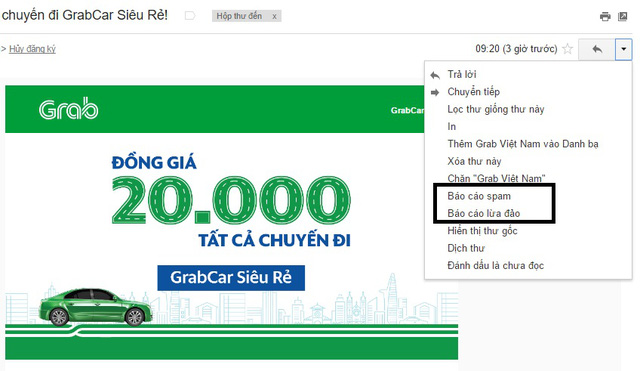 chuyến đi GrabCar Siêu Rẻ!
Hộp thư đến x
> Hủy đăng ký
09:20 (3 giờ trước)
Trả lời
Chuyển tiếp
Lọc thư giống thư này
In
Thêm Grab Việt Nam vào Danh bạ
Xóa thư này
Chặn "Grab Việt Nam"
Báo cáo spam
Báo cáo lừa đảo
Hiển thị thư gốc
Dịch thư
Đánh dấu là chưa đọc
Grab
GrabCar
ĐỒNG GIÁ
20.000
TẤT CẢ CHUYẾN ĐI
GrabCar Siêu Rẻ